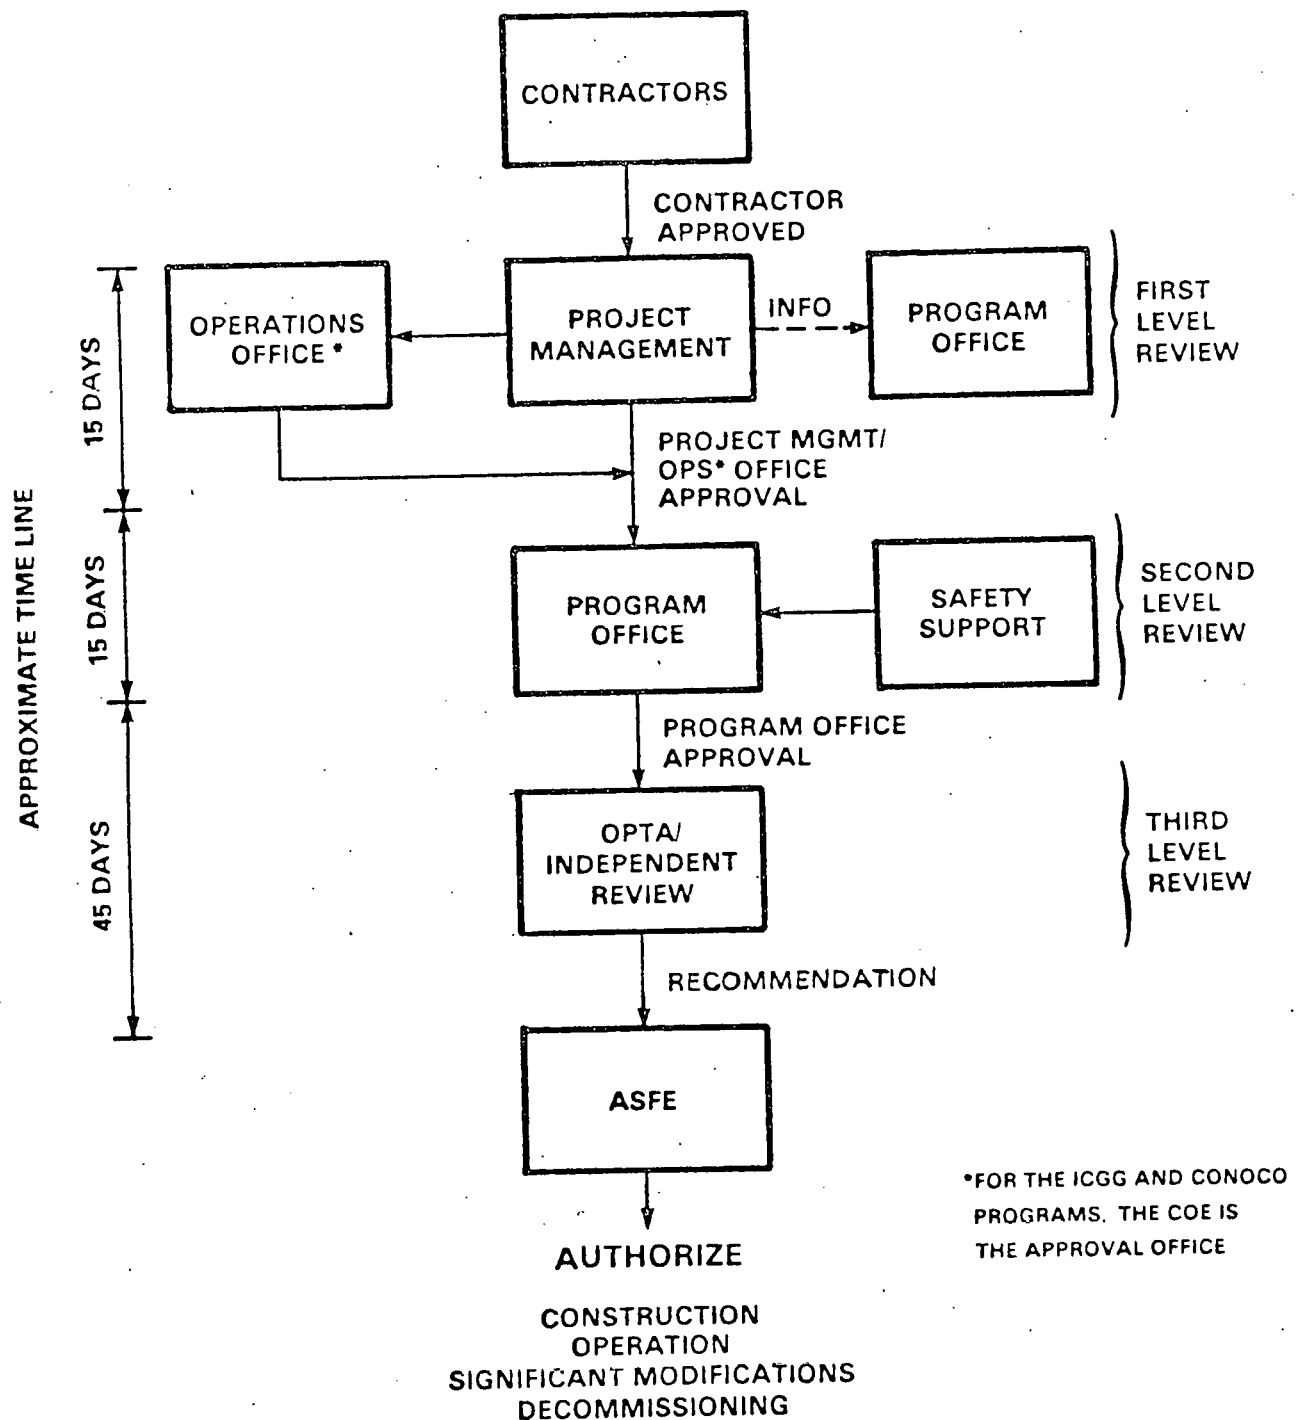 CONTRACTORS
CONTRACTOR
APPROVED
OPERATIONS
OFFICE*
PROJECT
MANAGEMENT
INFO
PROGRAM
OFFICE
FIRST
LEVEL
REVIEW
15 DAYS
PROJECT MGMT/
OPS* OFFICE
APPROVAL
APPROXIMATE TIME LINE
15 DAYS
PROGRAM
OFFICE
SAFETY
SUPPORT
SECOND
LEVEL
REVIEW
PROGRAM OFFICE
APPROVAL
45 DAYS
OPTA/
INDEPENDENT
REVIEW
THIRD
LEVEL
REVIEW
RECOMMENDATION
ASFE
*FOR THE ICGG AND CONOCO
PROGRAMS, THE COE IS
THE APPROVAL OFFICE
AUTHORIZE
CONSTRUCTION
OPERATION
SIGNIFICANT MODIFICATIONS
DECOMMISSIONING